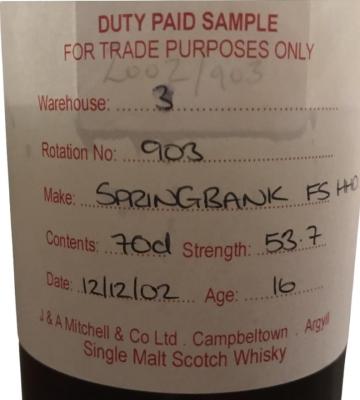 DUTY PAID SAMPLE
FOR TRADE PURPOSES ONLY
2002/903
Warehouse: 3
Rotation No: 903
Make: SPRINGBANK FS HHD
Contents: 70cl Strength: 53.7
Date: 12/12/02 Age: 16
J & A Mitchell & Co Ltd . Campbeltown . Argyll
Single Malt Scotch Whisky